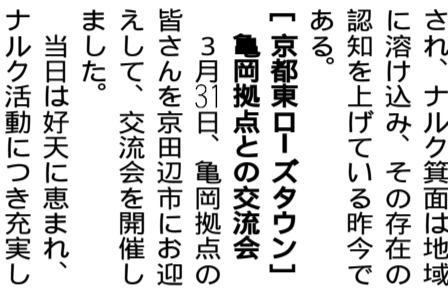 され、ナルク箕面は地域
に溶け込み、その存在の
認知を上げている昨今で
ある。
[京都東ローズタウン]
亀岡拠点との交流会
３月31日、亀岡拠点の
皆さんを京田辺市にお迎
えして、交流会を開催し
ました。
当日は好天に恵まれ、
ナルク活動につき充実し